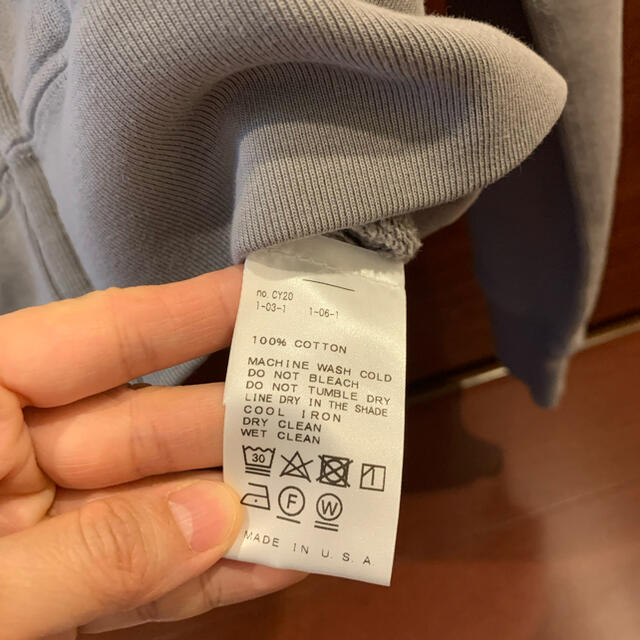 no. CY20
1-03-1 1-06-1
100% COTTON
MACHINE WASH COLD
DO NOT BLEACH
DO NOT TUMBLE DRY
LINE DRY IN THE SHADE
COOL IRON
DRY CLEAN
WET CLEAN
30
F W
MADE IN U.S.A.